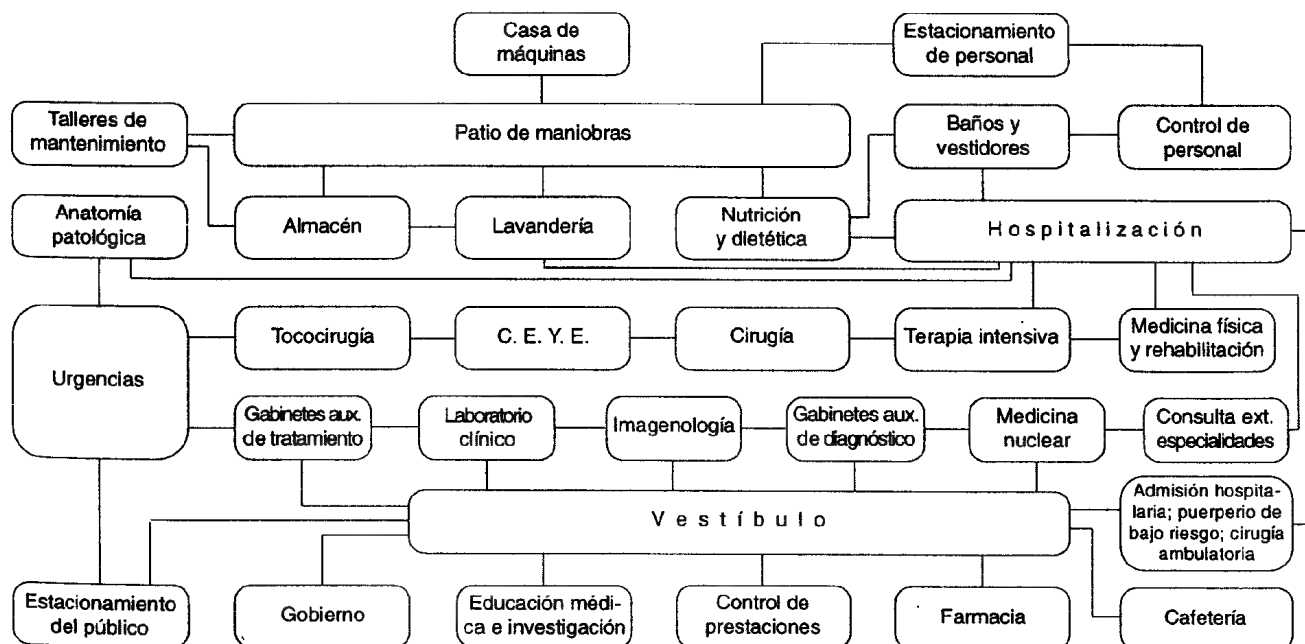 Casa de
máquinas
Estacionamiento
de personal
Talleres de
mantenimiento
Patio de maniobras
Baños y
vestidores
Control de
personal
Anatomía
patológica
Almacén
Lavandería
Nutrición
y dietética
Hospitalización
Urgencias
Tococirugía
C. E. Y. E.
Cirugía
Terapia intensiva
Medicina física
y rehabilitación
Gabinetes aux.
de tratamiento
Laboratorio
clínico
Imagenología
Gabinetes aux.
de diagnóstico
Medicina
nuclear
Consulta ext.
especialidades
Vestíbulo
Admisión hospita-
laria; puerperio de
bajo riesgo; cirugía
ambulatoria
Estacionamiento
del público
Gobierno
Educación médi-
ca e investigación
Control de
prestaciones
Farmacia
Cafetería